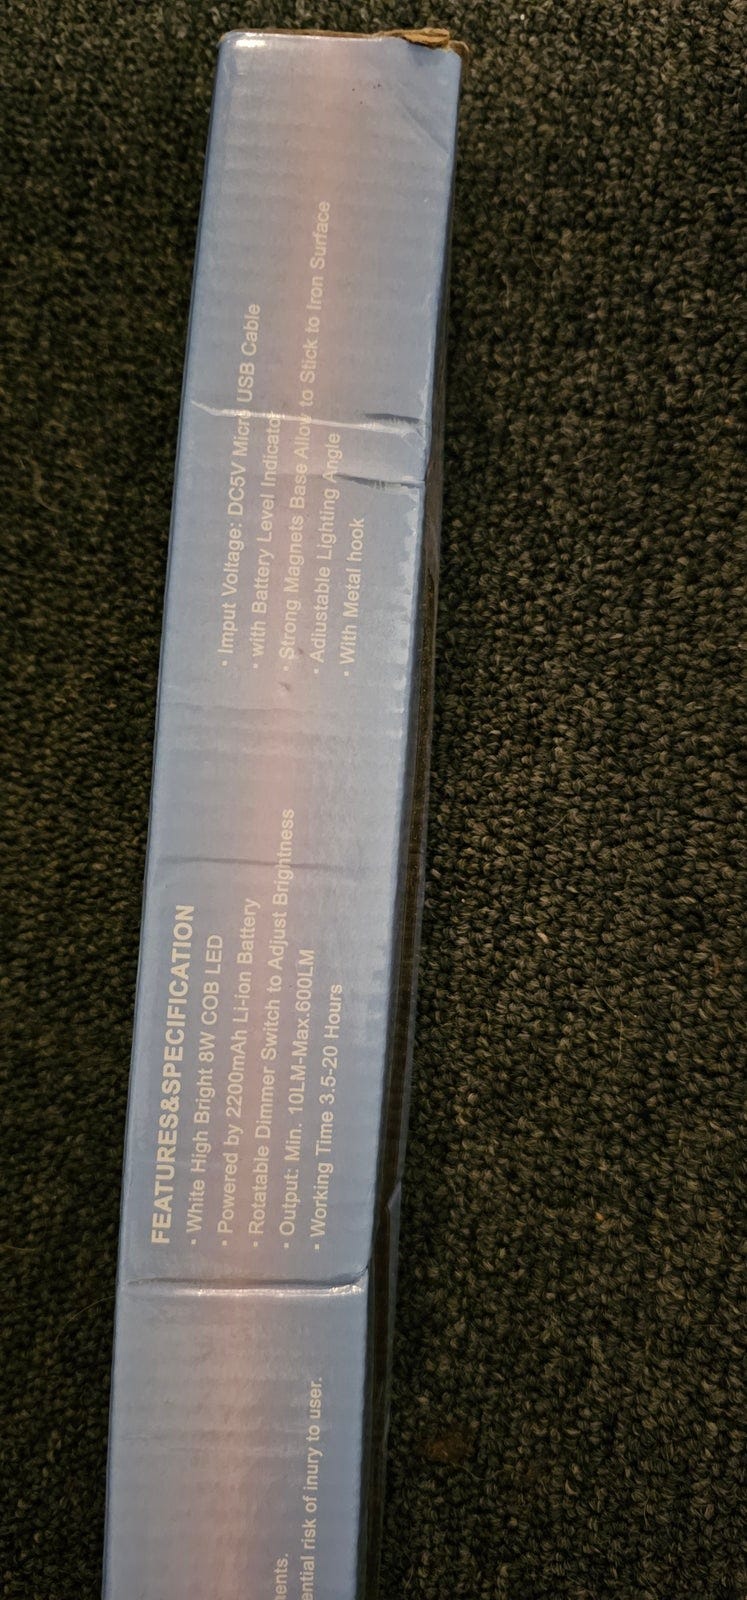 FEATURES&SPECIFICATION
· White High Bright 8W COB LED
· Powered by 2200mAh Li-ion Battery
· Rotatable Dimmer Switch to Adjust Brightness
· Output: Min. 10LM-Max.600LM
· Working Time 3.5-20 Hours
· Imput Voltage: DC5V Micro USB Cable
· with Battery Level Indicator
· Strong Magnets Base Allow to Stick to Iron Surface
· Adiustable Lighting Angle
· With Metal hook
risk of inury to user.